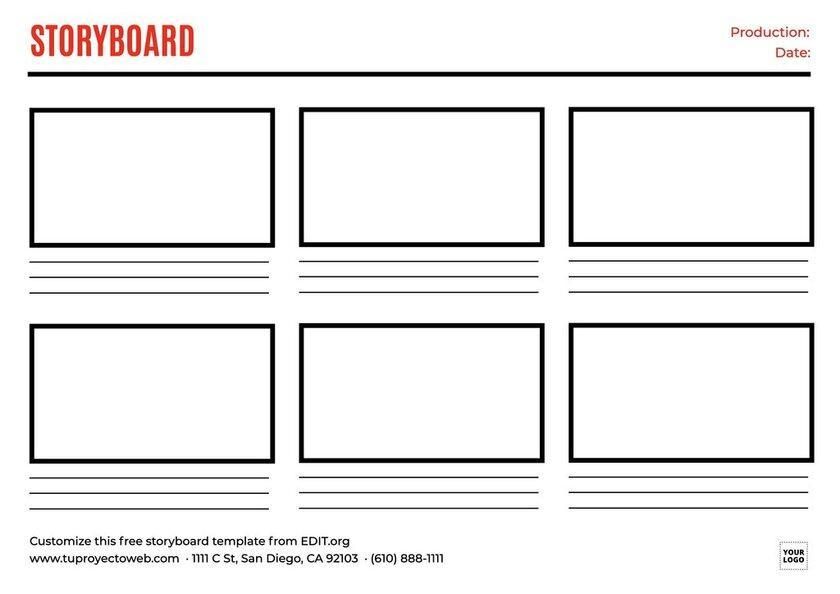 STORYBOARD
Production:
Date:
Customize this free storyboard template from EDIT.org
www.tuproyectoweb.com · 1111 C St, San Diego, CA 92103 · (610) 888-1111
YOUR
LOGO